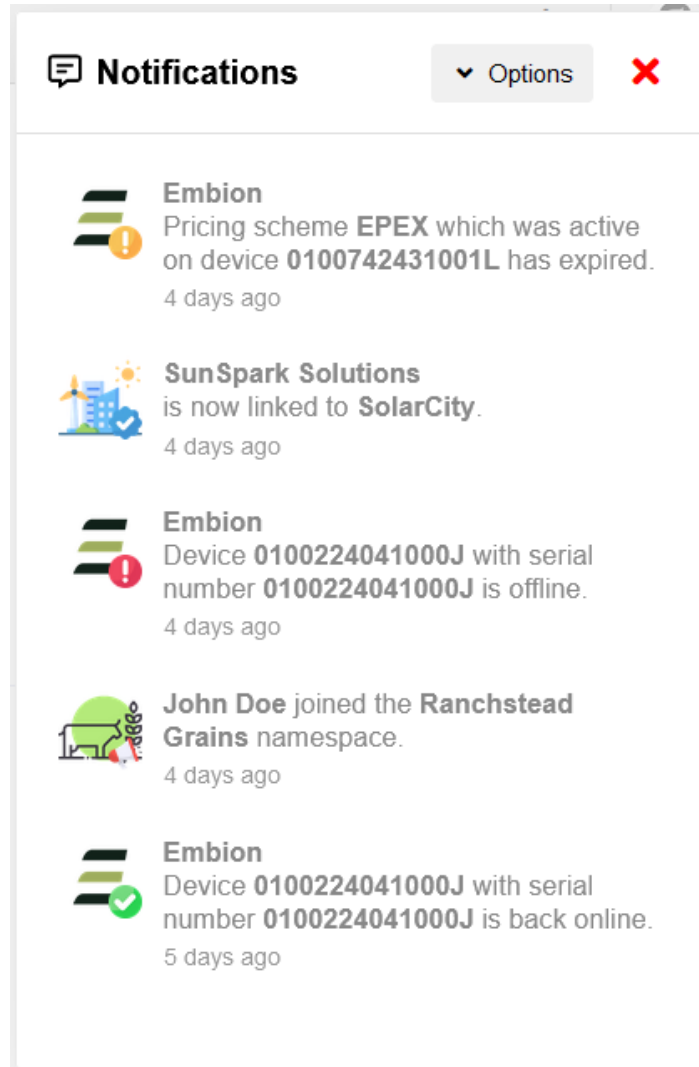 Notifications
Options
Embion
Pricing scheme EPEX which was active
on device 0100742431001L has expired.
4 days ago
SunSpark Solutions
is now linked to SolarCity.
4 days ago
Embion
Device 0100224041000J with serial
number 0100224041000J is offline.
4 days ago
John Doe joined the Ranchstead
Grains namespace.
4 days ago
Embion
Device 0100224041000J with serial
number 0100224041000J is back online.
5 days ago